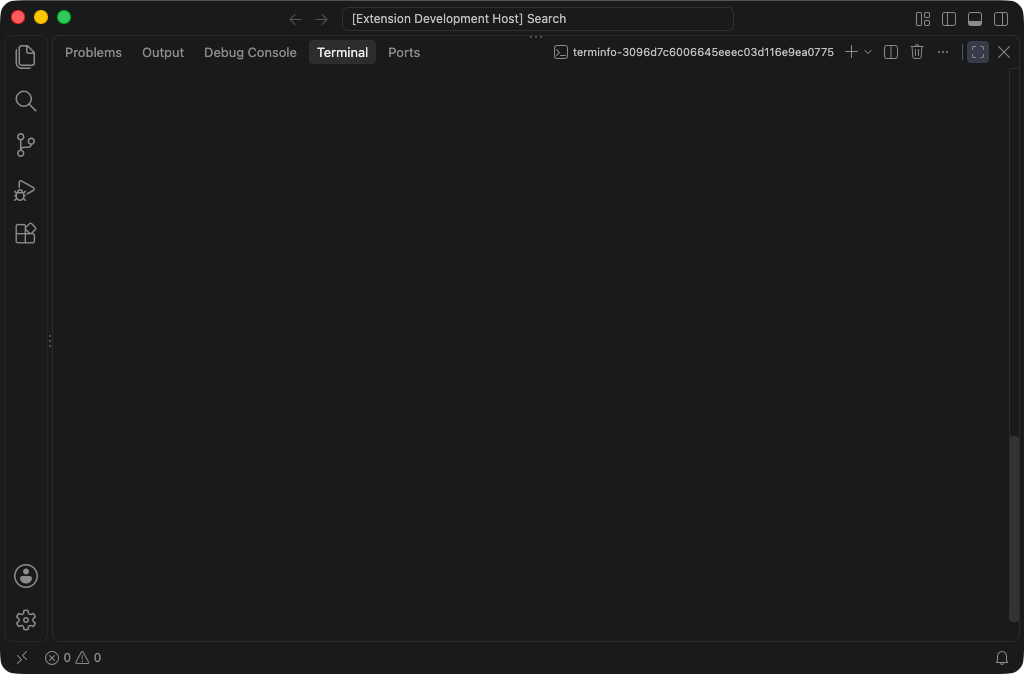 [Extension Development Host] Search
Problems Output Debug Console Terminal Ports terminfo-3096d7c6006645eeec03d116e9ea0775
0 0